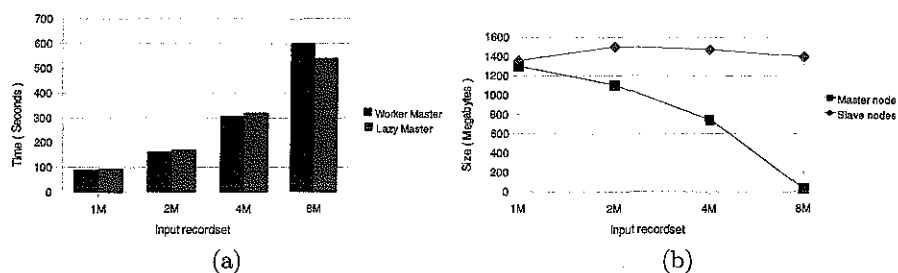 700
600
500
400
300
200
100
0
Time ( Seconds )
1M
2M
4M
8M
Input recordset
Worker Master
Lazy Master
(a)
1600
1400
1200
1000
800
600
400
200
0
Size ( Megabytes )
1M
2M
4M
8M
Input recordset
Master node
Slave nodes
(b)